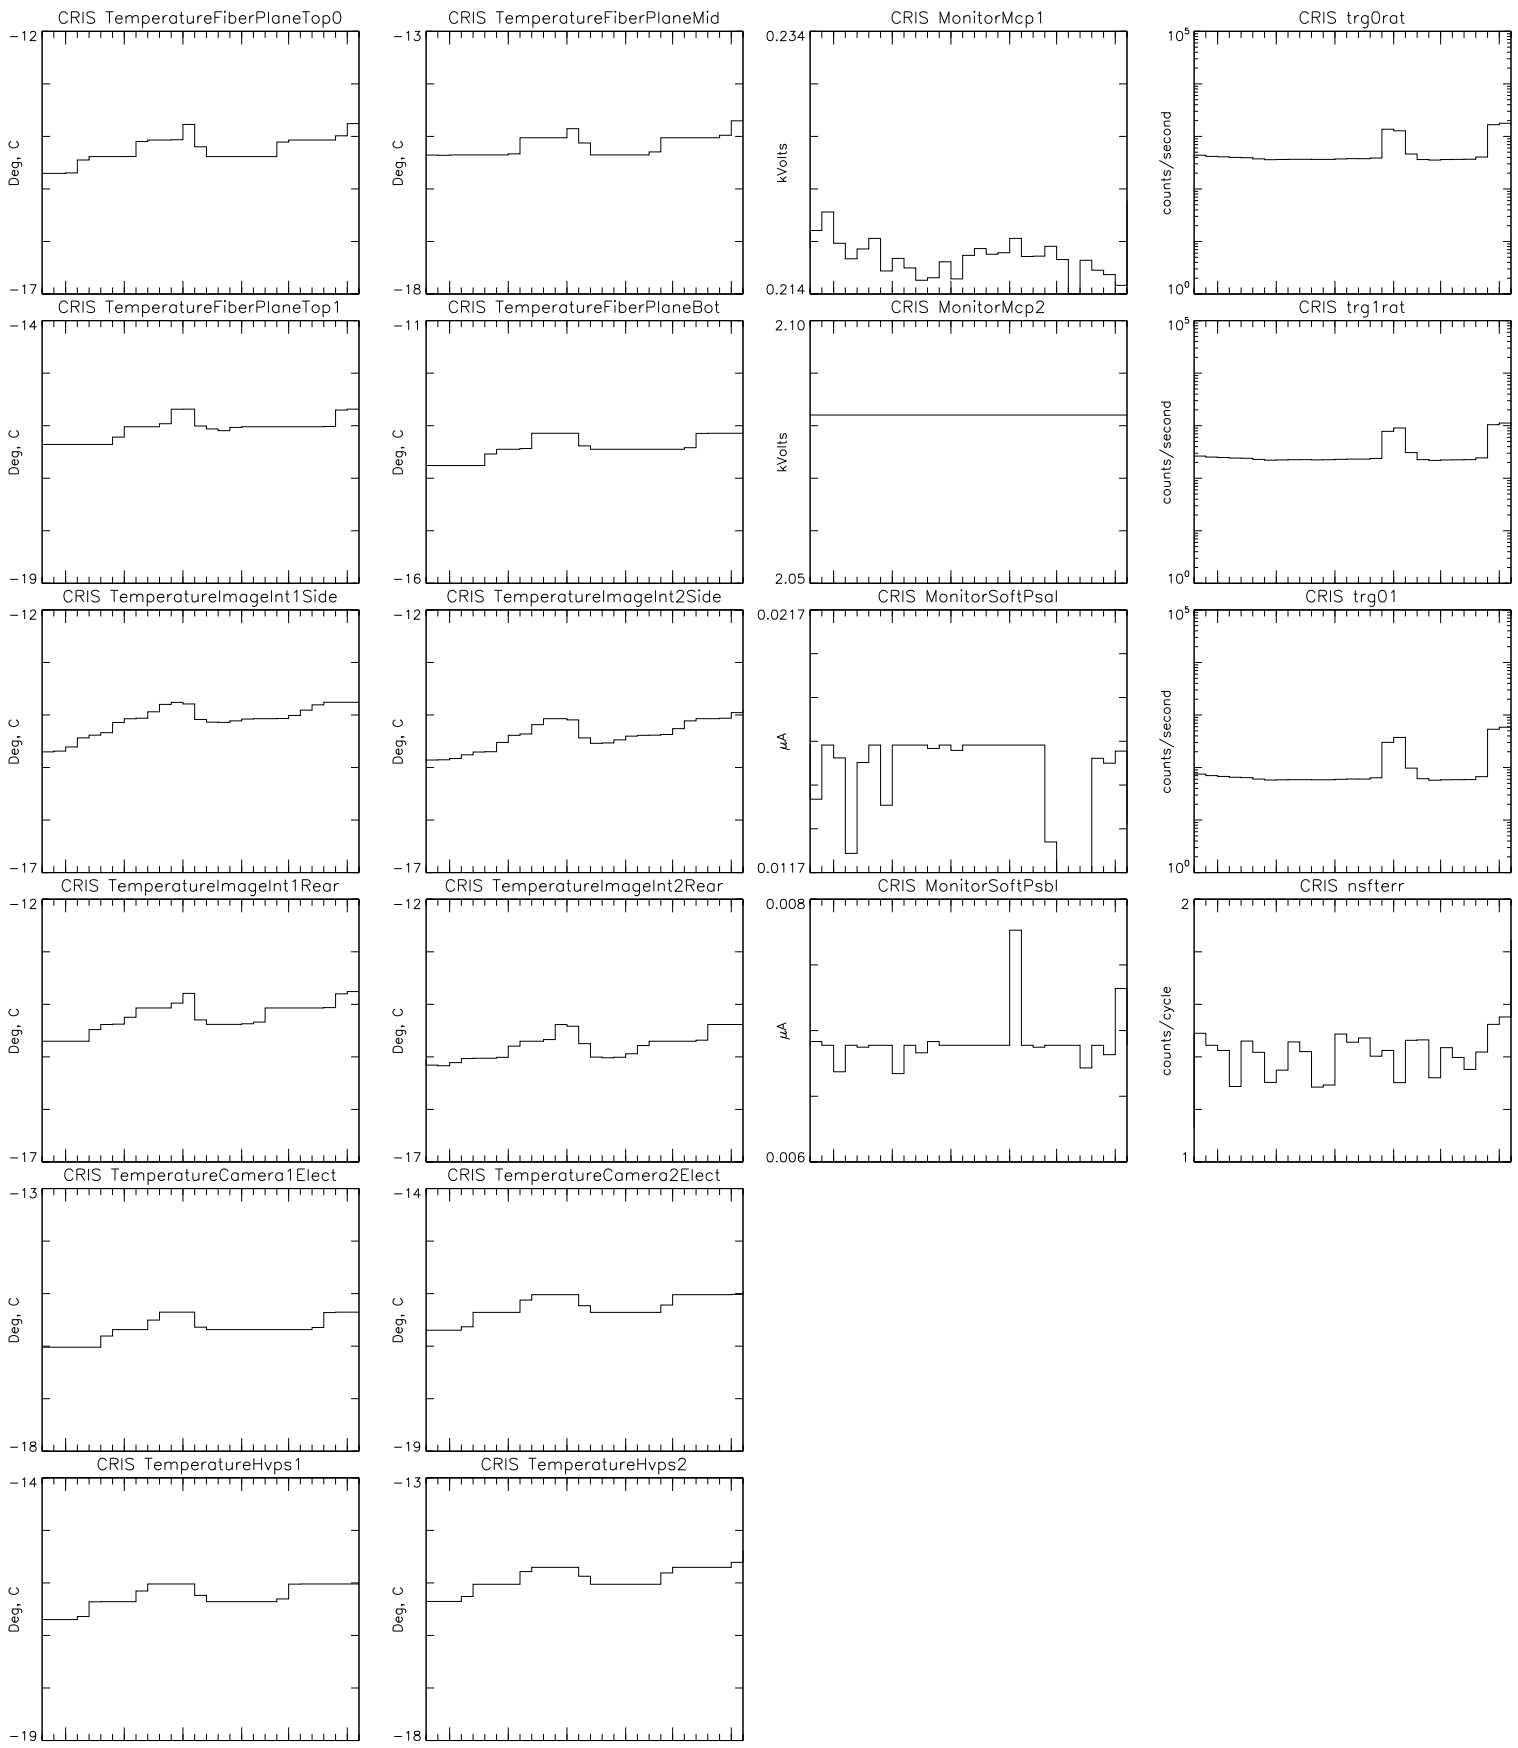 CRIS TemperatureFiberPlaneTop0
-12
Deg, C
-17
CRIS TemperatureFiberPlaneMid
-13
Deg, C
-18
CRIS MonitorMcp1
0.234
kVolts
0.214
CRIS trg0rat
10^5
counts/second
10^0
CRIS TemperatureFiberPlaneTop1
-14
Deg, C
-19
CRIS TemperatureFiberPlaneBot
-11
Deg, C
-16
CRIS MonitorMcp2
2.10
kVolts
2.05
CRIS trg1rat
10^5
counts/second
10^0
CRIS TemperatureImageInt1Side
-12
Deg, C
-17
CRIS TemperatureImageInt2Side
-12
Deg, C
-17
CRIS MonitorSoftPsaI
0.0217
μA
0.0117
CRIS trg01
10^5
counts/second
10^0
CRIS TemperatureImageInt1Rear
-12
Deg, C
-17
CRIS TemperatureImageInt2Rear
-12
Deg, C
-17
CRIS MonitorSoftPsbI
0.008
μA
0.006
CRIS nsfterr
2
counts/cycle
1
CRIS TemperatureCamera1Elect
-13
Deg, C
-18
CRIS TemperatureCamera2Elect
-14
Deg, C
-19
CRIS TemperatureHvps1
-14
Deg, C
-19
CRIS TemperatureHvps2
-13
Deg, C
-18